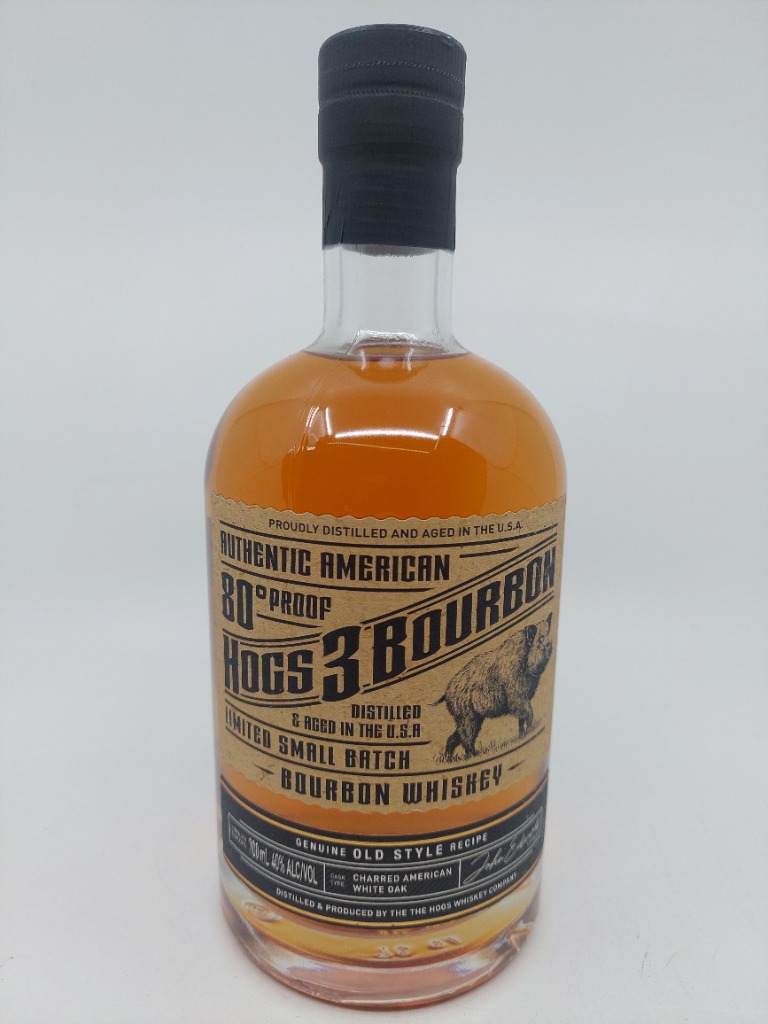 PROUDLY DISTILLED AND AGED IN THE U.S.A.
AUTHENTIC AMERICAN
80° PROOF
HOGS 3 BOURBON
DISTILLED
& AGED IN THE U.S.A
LIMITED SMALL BATCH
BOURBON WHISKEY
GENUINE OLD STYLE RECIPE
700mL 40% ALC/VOL
CASK TYPE: CHARRED AMERICAN
WHITE OAK
DISTILLED & PRODUCED BY THE THE HOGS WHISKEY COMPANY